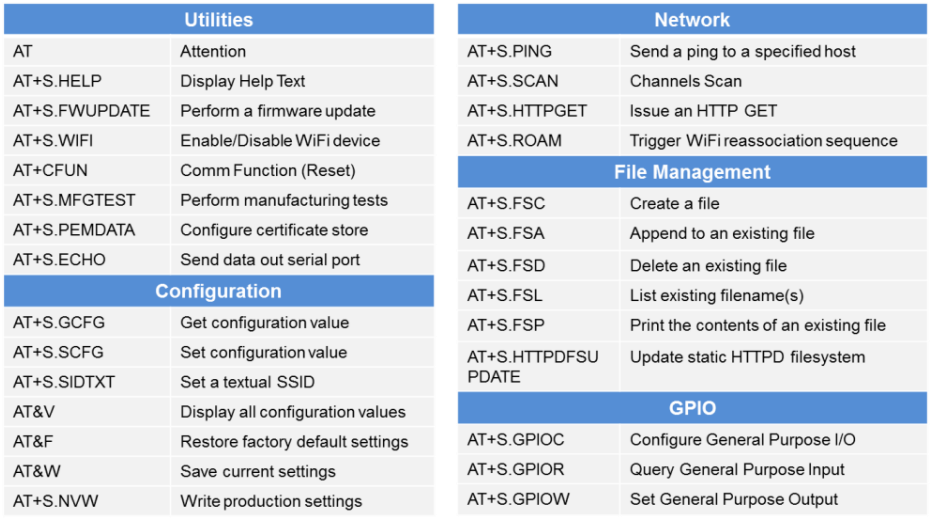 Utilities
AT Attention
AT+S.HELP Display Help Text
AT+S.FWUPDATE Perform a firmware update
AT+S.WIFI Enable/Disable WiFi device
AT+CFUN Comm Function (Reset)
AT+S.MFGTEST Perform manufacturing tests
AT+S.PEMDATA Configure certificate store
AT+S.ECHO Send data out serial port
Configuration
AT+S.GCFG Get configuration value
AT+S.SCFG Set configuration value
AT+S.SIDTXT Set a textual SSID
AT&V Display all configuration values
AT&F Restore factory default settings
AT&W Save current settings
AT+S.NVW Write production settings
Network
AT+S.PING Send a ping to a specified host
AT+S.SCAN Channels Scan
AT+S.HTTPGET Issue an HTTP GET
AT+S.ROAM Trigger WiFi reassociation sequence
File Management
AT+S.FSC Create a file
AT+S.FSA Append to an existing file
AT+S.FSD Delete an existing file
AT+S.FSL List existing filename(s)
AT+S.FSP Print the contents of an existing file
AT+S.HTTPDFSU Update static HTTPD filesystem
PDATE
GPIO
AT+S.GPIOC Configure General Purpose I/O
AT+S.GPIOR Query General Purpose Input
AT+S.GPIOW Set General Purpose Output